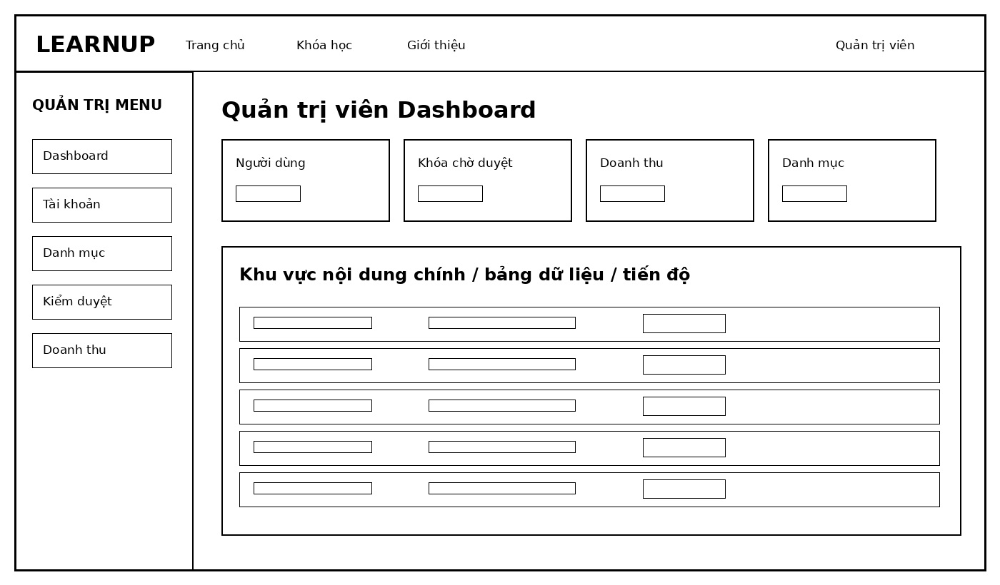 LEARNUP
Trang chủ
Khóa học
Giới thiệu
Quản trị viên
QUẢN TRỊ MENU
Dashboard
Tài khoản
Danh mục
Kiểm duyệt
Doanh thu
Quản trị viên Dashboard
Người dùng
Khóa chờ duyệt
Doanh thu
Danh mục
Khu vực nội dung chính / bảng dữ liệu / tiến độ